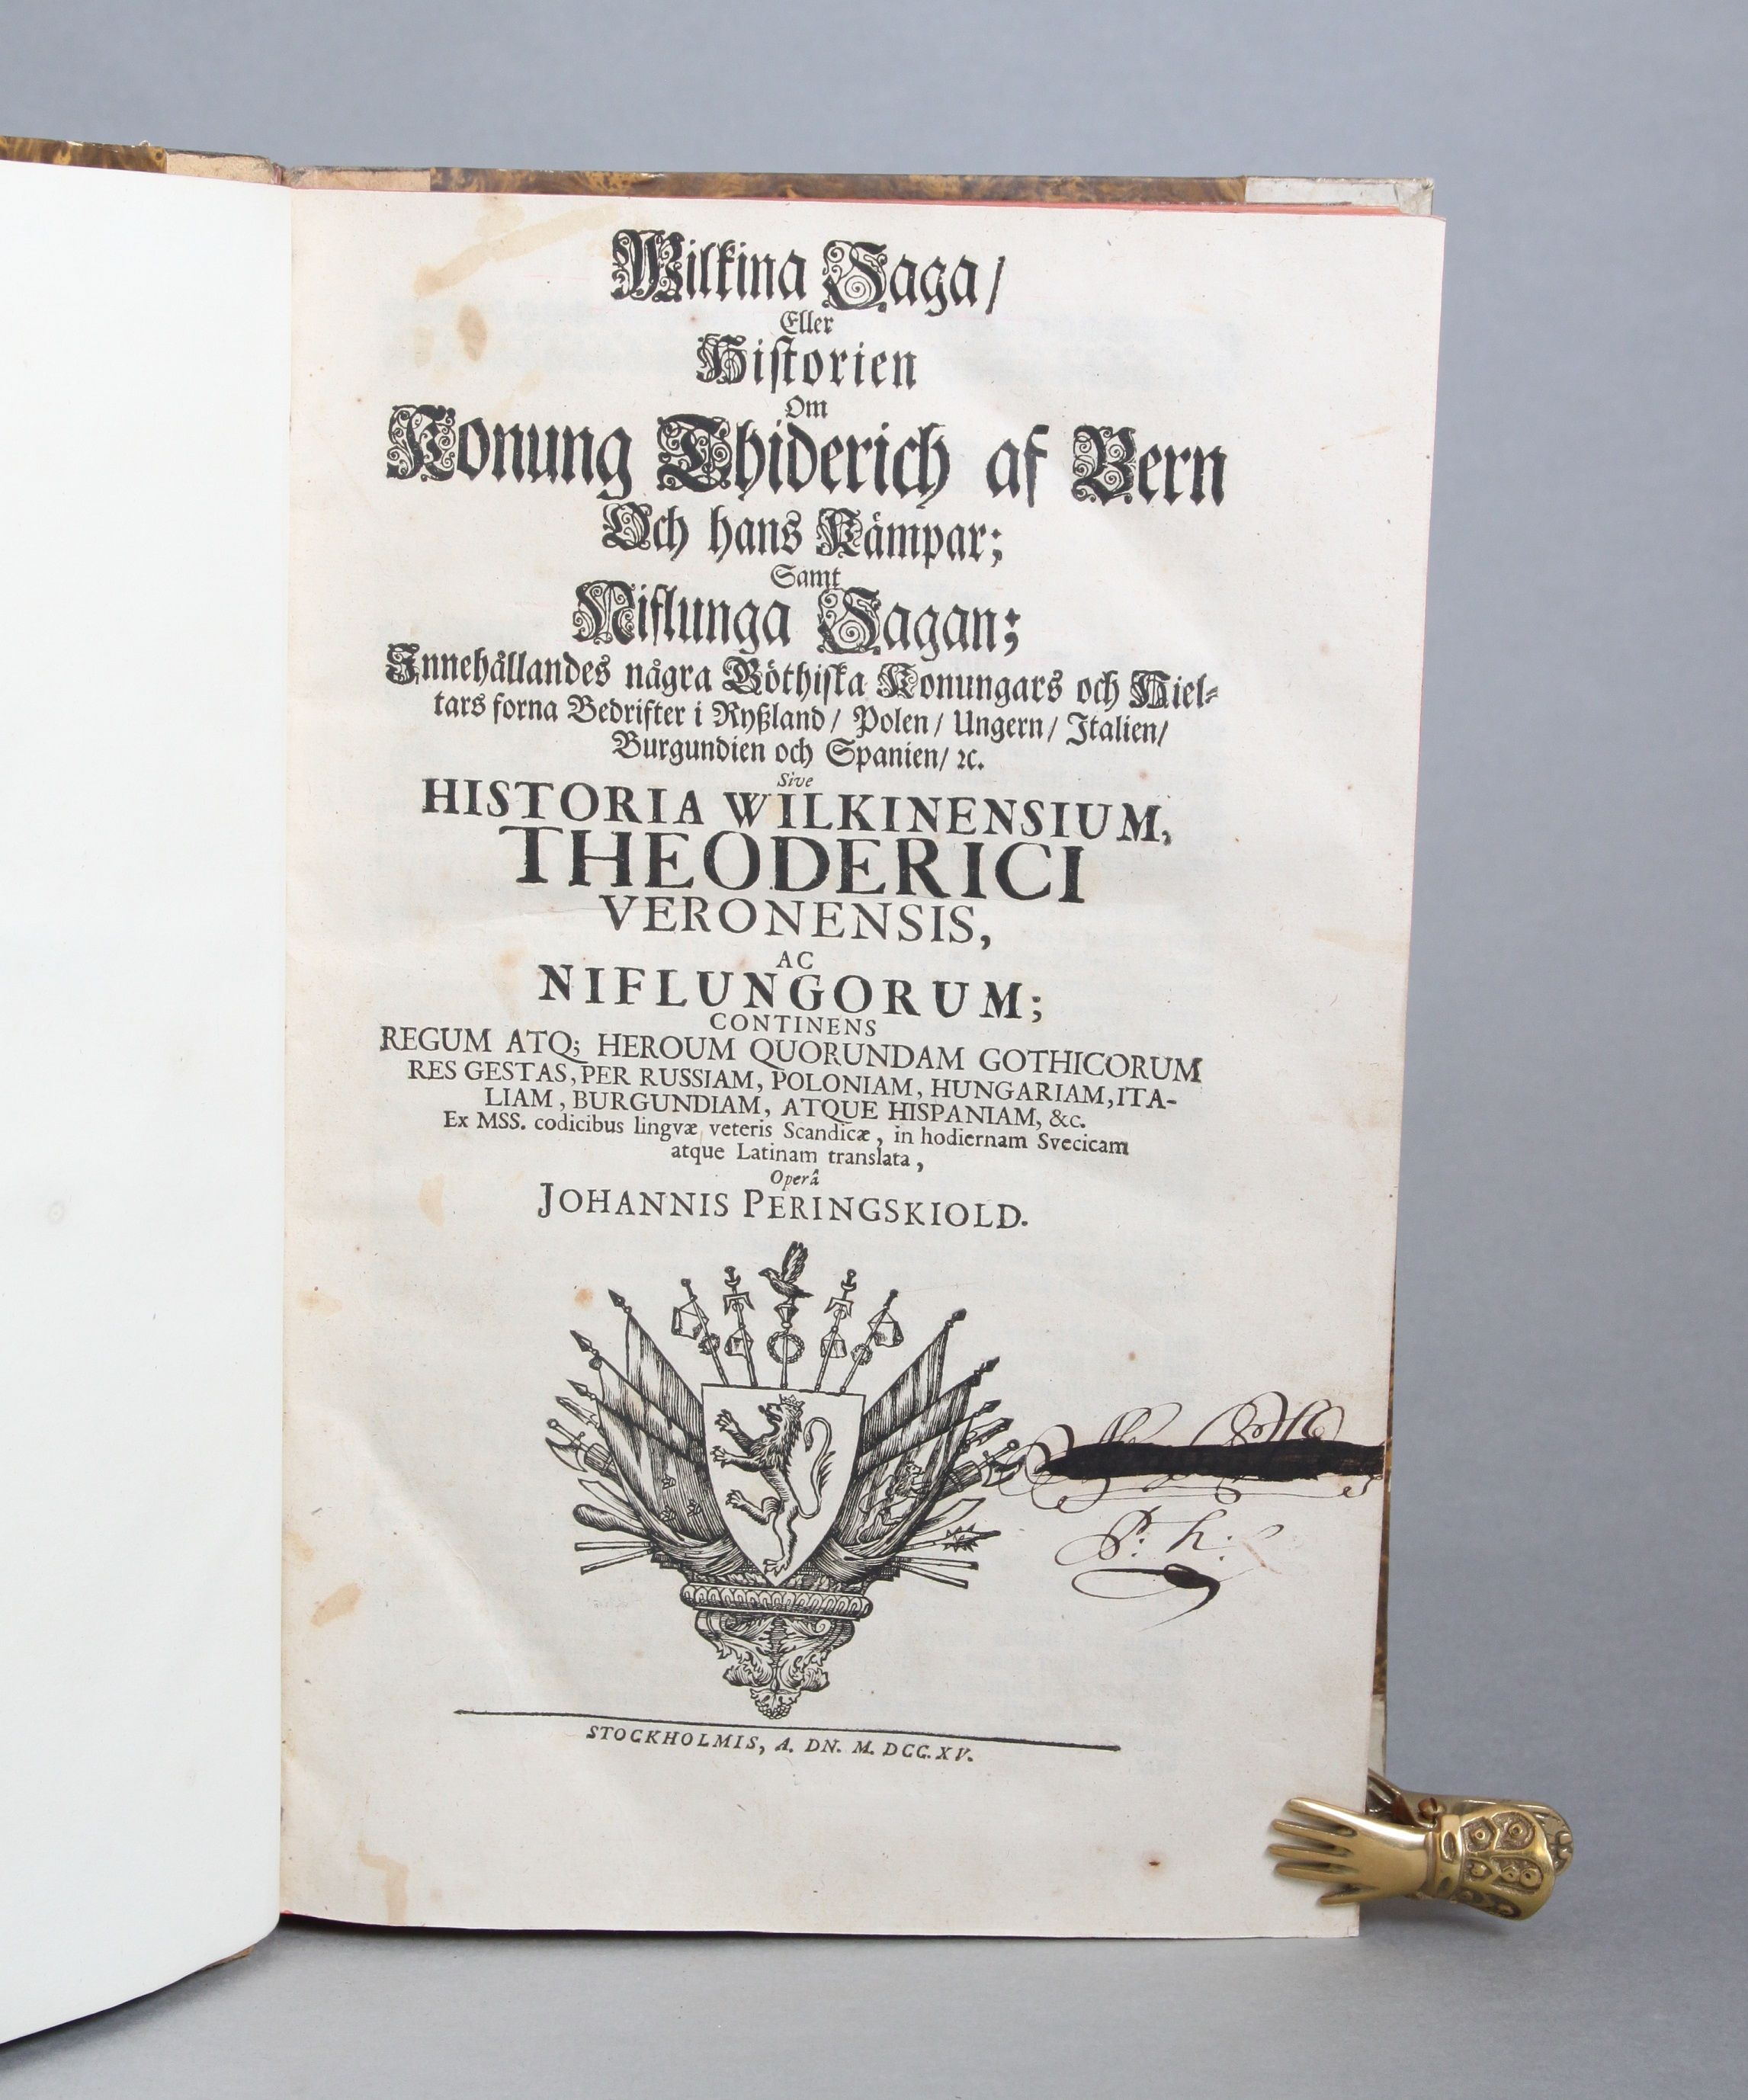 Wilkina Saga/
Eller
Historien
Om
Konung Thiderich af Bern
Och hans Kämpar;
Samt
Niflunga Sagan;
Innehållandes några Göthiska Konungars och Hiel-
tars forna Bedrifter i Ryßland/ Polen/ Ungern/ Italien/
Burgundien och Spanien/ ꝛc.
Sive
HISTORIA WILKINENSIUM,
THEODERICI
VERONENSIS,
AC
NIFLUNGORUM;
CONTINENS
REGUM ATQ; HEROUM QUORUNDAM GOTHICORUM
RES GESTAS, PER RUSSIAM, POLONIAM, HUNGARIAM, ITA-
LIAM, BURGUNDIAM, ATQUE HISPANIAM, &c.
Ex MSS. codicibus lingvæ veteris Scandicæ, in hodiernam Svecicam
atque Latinam translata,
Operâ
JOHANNIS PERINGSKIOLD.
STOCKHOLMIS, A. DN. M. DCC. XV.